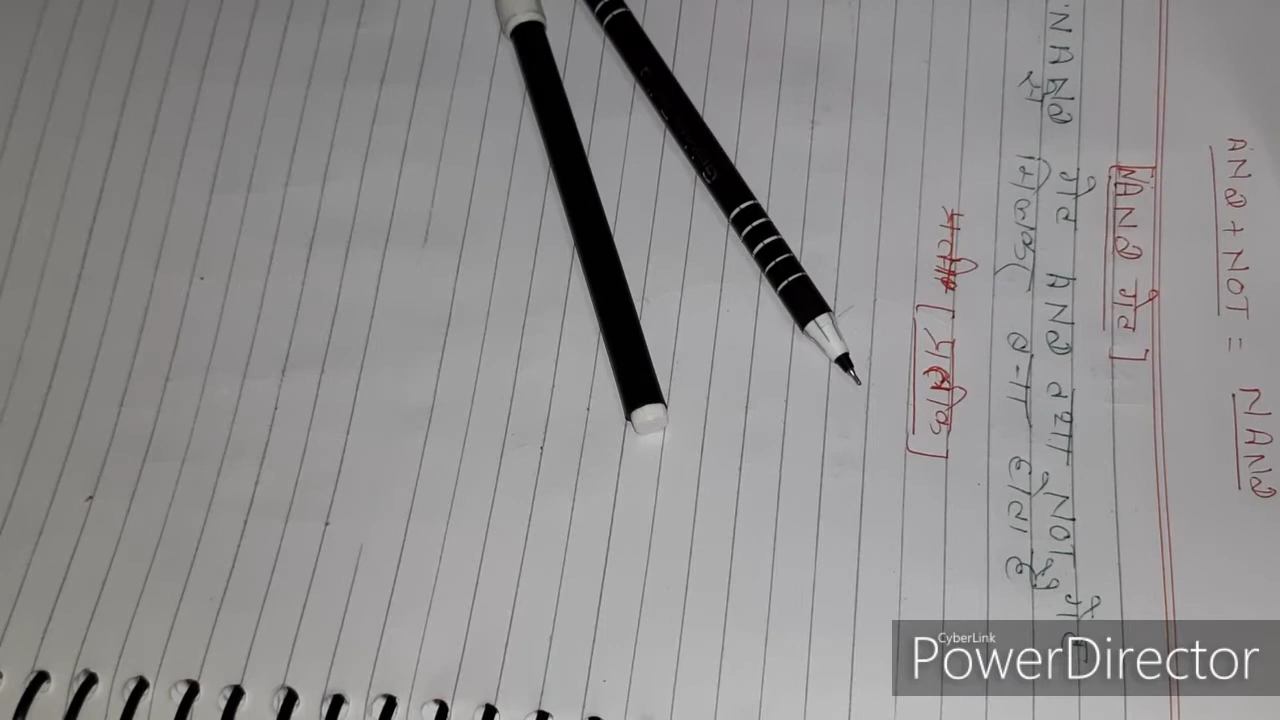 AND + NOT = NAND
[NAND गेट]
NAND गेट AND तथा NOT गेट
से मिलकर बना होता है
[प्रतीक]
CyberLink
PowerDirector